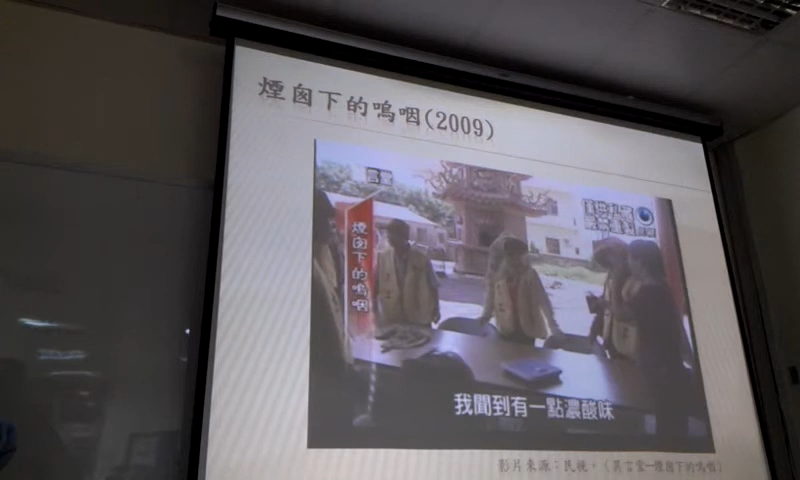 煙囪下的嗚咽(2009)
煙囪下的嗚咽
我聞到有一點濃酸味
影片來源：民視，〈異言堂─煙囪下的嗚咽〉